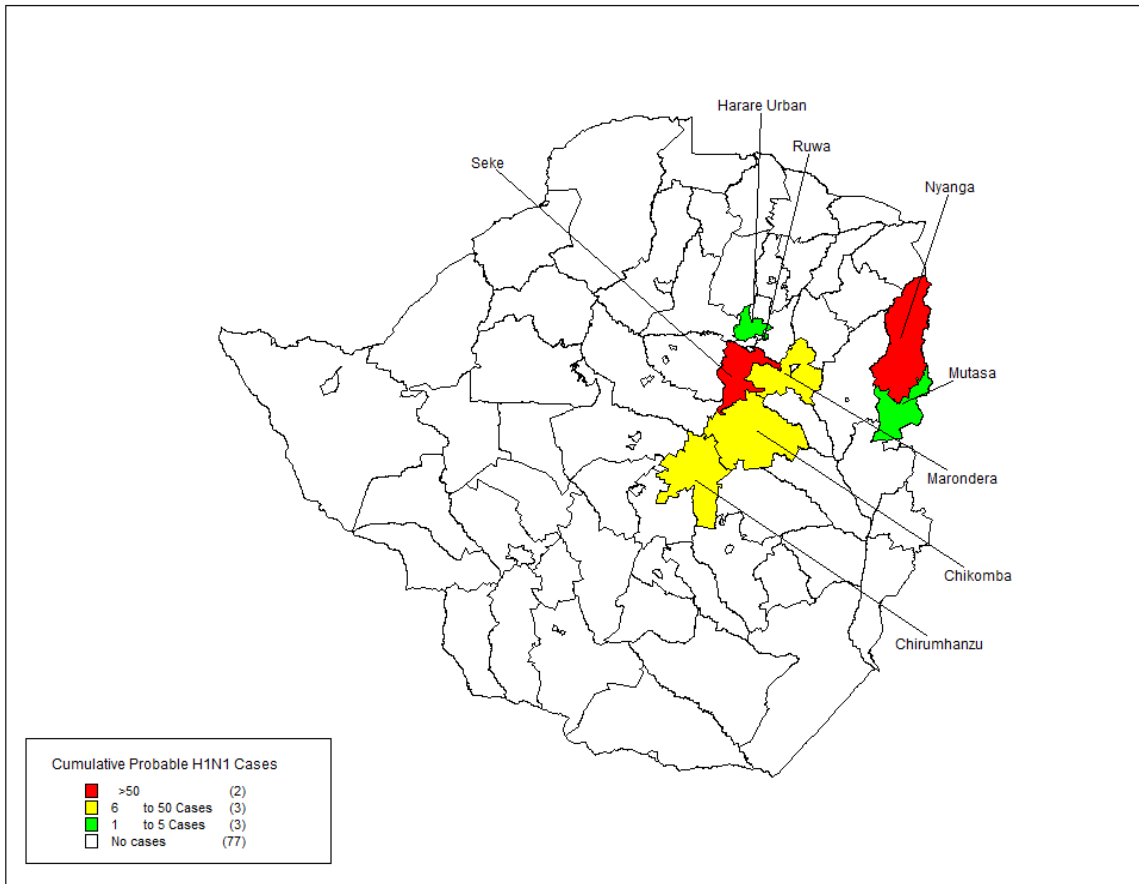 Harare Urban
Ruwa
Seke
Nyanga
Mutasa
Marondera
Chikomba
Chirumhanzu
Cumulative Probable H1N1 Cases
>50 (2)
6 to 50 Cases (3)
1 to 5 Cases (3)
No cases (77)